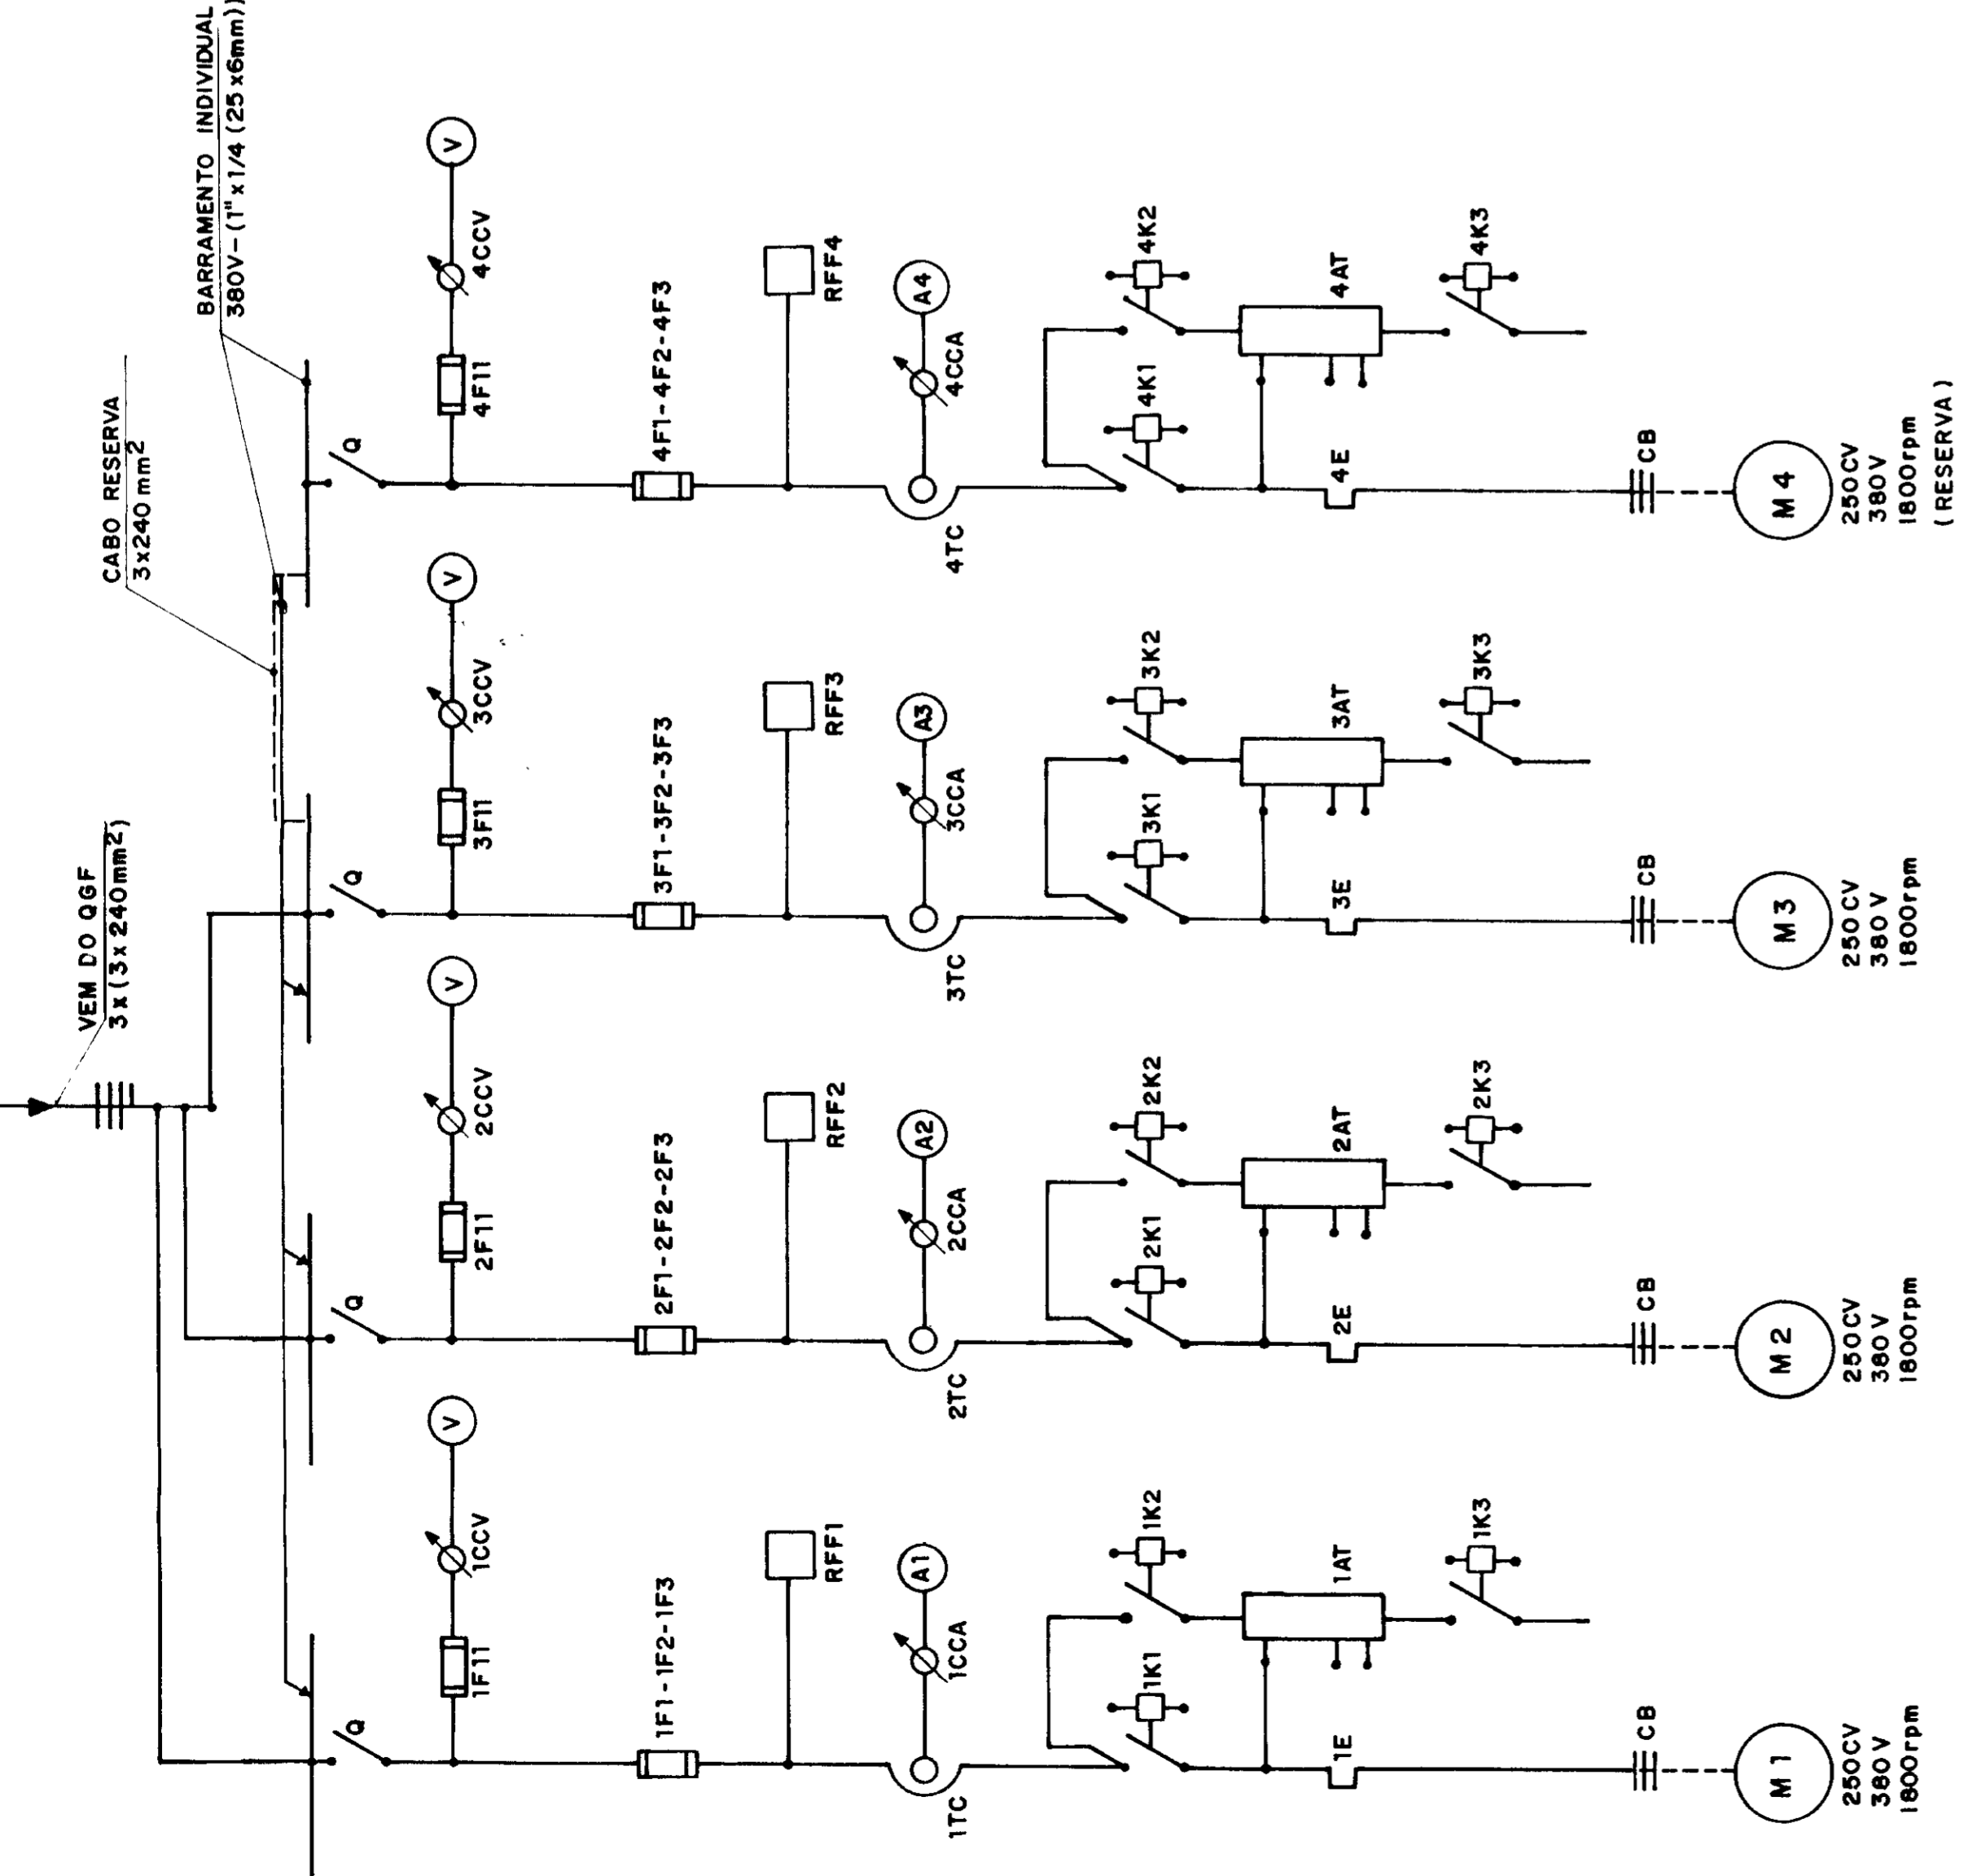 VEM DO QGF
3x(3x240mm²)
CABO RESERVA
3x240mm²
BARRAMENTO INDIVIDUAL
380V-(1"x1/4(25x6mm))
Q
Q
Q
Q
1F11
1CCV
V
2F11
2CCV
V
3F11
3CCV
V
4F11
4CCV
V
1F1-1F2-1F3
2F1-2F2-2F3
3F1-3F2-3F3
4F1-4F2-4F3
RFF1
RFF2
RFF3
RFF4
1TC
1CCA
A1
2TC
2CCA
A2
3TC
3CCA
A3
4TC
4CCA
A4
1K1
1K2
2K1
2K2
3K1
3K2
4K1
4K2
1E
1AT
2E
2AT
3E
3AT
4E
4AT
1K3
2K3
3K3
4K3
CB
CB
CB
CB
M1
M2
M3
M4
250CV
380V
1800rpm
250CV
380V
1800rpm
250CV
380V
1800rpm
250CV
380V
1800rpm
(RESERVA)